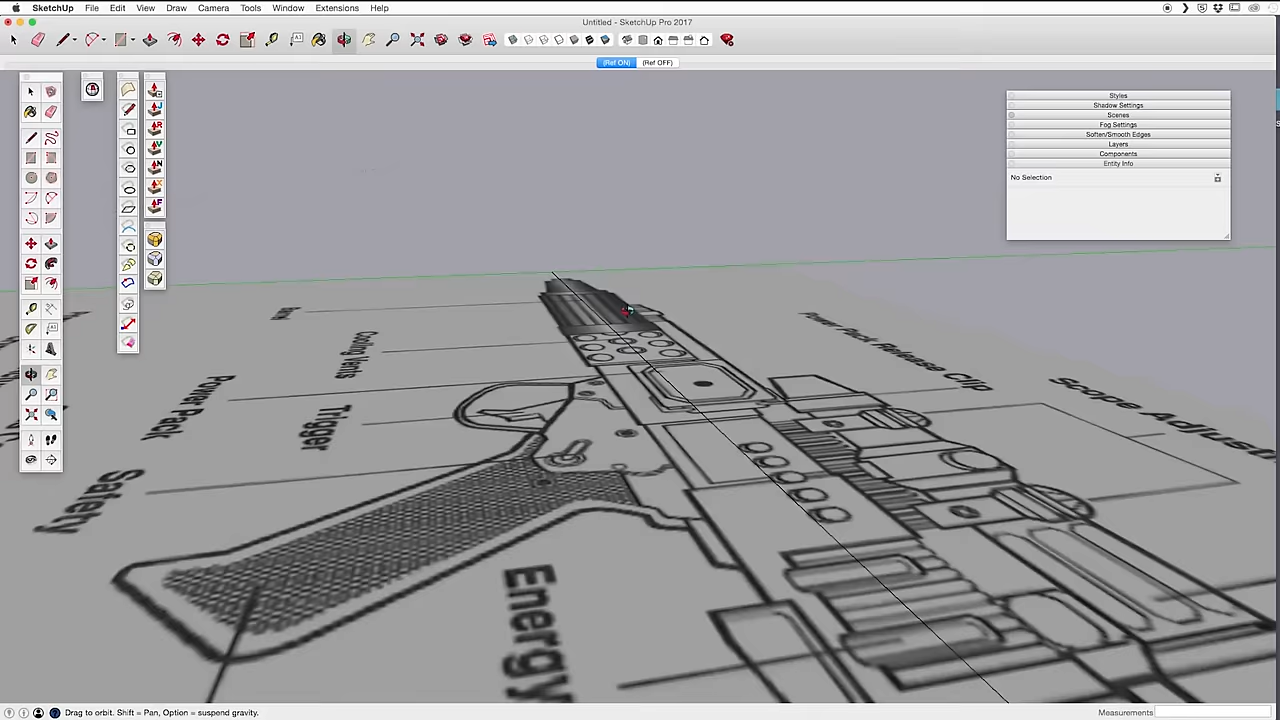 SketchUp File Edit View Draw Camera Tools Window Extensions Help
Untitled - SketchUp Pro 2017
(Ref ON) (Ref OFF)
Styles
Shadow Settings
Scenes
Fog Settings
Soften/Smooth Edges
Layers
Components
Entity Info
No Selection
Cooling Vents
Power Pack Release Clip
Power Pack
Trigger
Scope Adjust
Safety
Energy
Drag to orbit. Shift = Pan, Option = suspend gravity.
Measurements